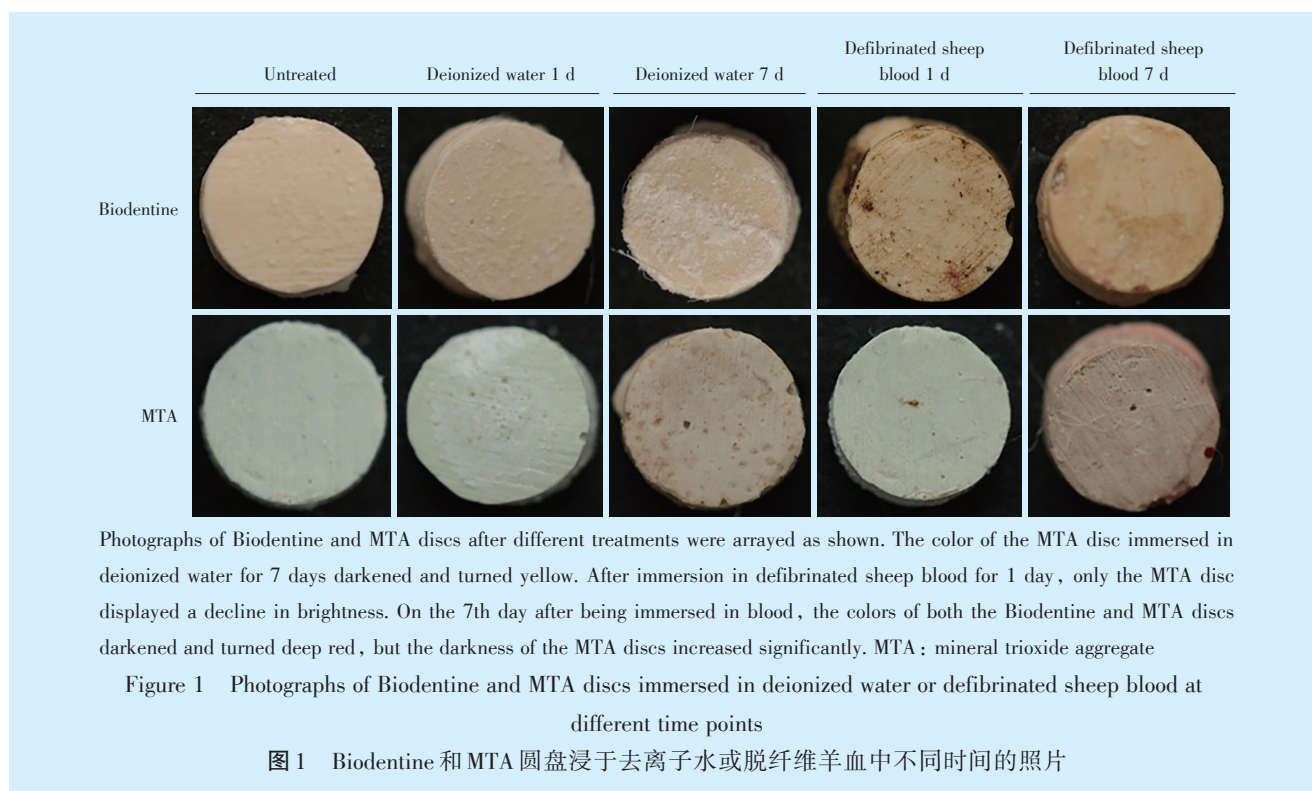 Untreated
Deionized water 1 d
Deionized water 7 d
Defibrinated sheep
blood 1 d
Defibrinated sheep
blood 7 d
Biodentine
MTA
Photographs of Biodentine and MTA discs after different treatments were arrayed as shown. The color of the MTA disc immersed in
deionized water for 7 days darkened and turned yellow. After immersion in defibrinated sheep blood for 1 day, only the MTA disc
displayed a decline in brightness. On the 7th day after being immersed in blood, the colors of both the Biodentine and MTA discs
darkened and turned deep red, but the darkness of the MTA discs increased significantly. MTA: mineral trioxide aggregate
Figure 1 Photographs of Biodentine and MTA discs immersed in deionized water or defibrinated sheep blood at
different time points
图1 Biodentine和MTA圆盘浸于去离子水或脱纤维羊血中不同时间的照片